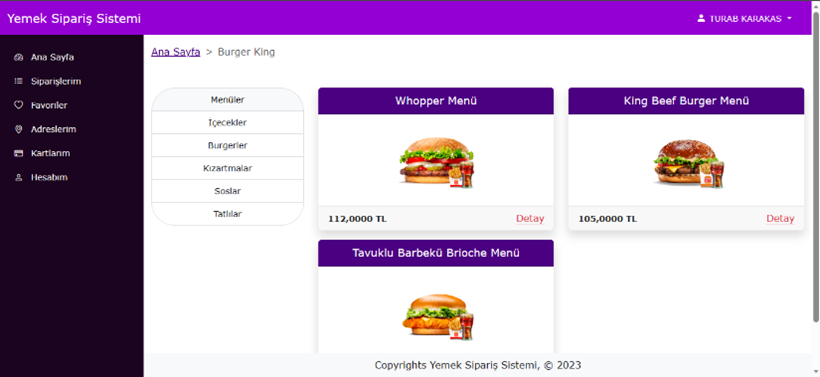 Yemek Sipariş Sistemi
TURAB KARAKAS
Ana Sayfa
Siparişlerim
Favoriler
Adreslerim
Kartlarım
Hesabım
Ana Sayfa > Burger King
Menüler
İçecekler
Burgerler
Kızartmalar
Soslar
Tatlılar
Whopper Menü
112,0000 TL Detay
King Beef Burger Menü
105,0000 TL Detay
Tavuklu Barbekü Brioche Menü
Copyrights Yemek Sipariş Sistemi, © 2023